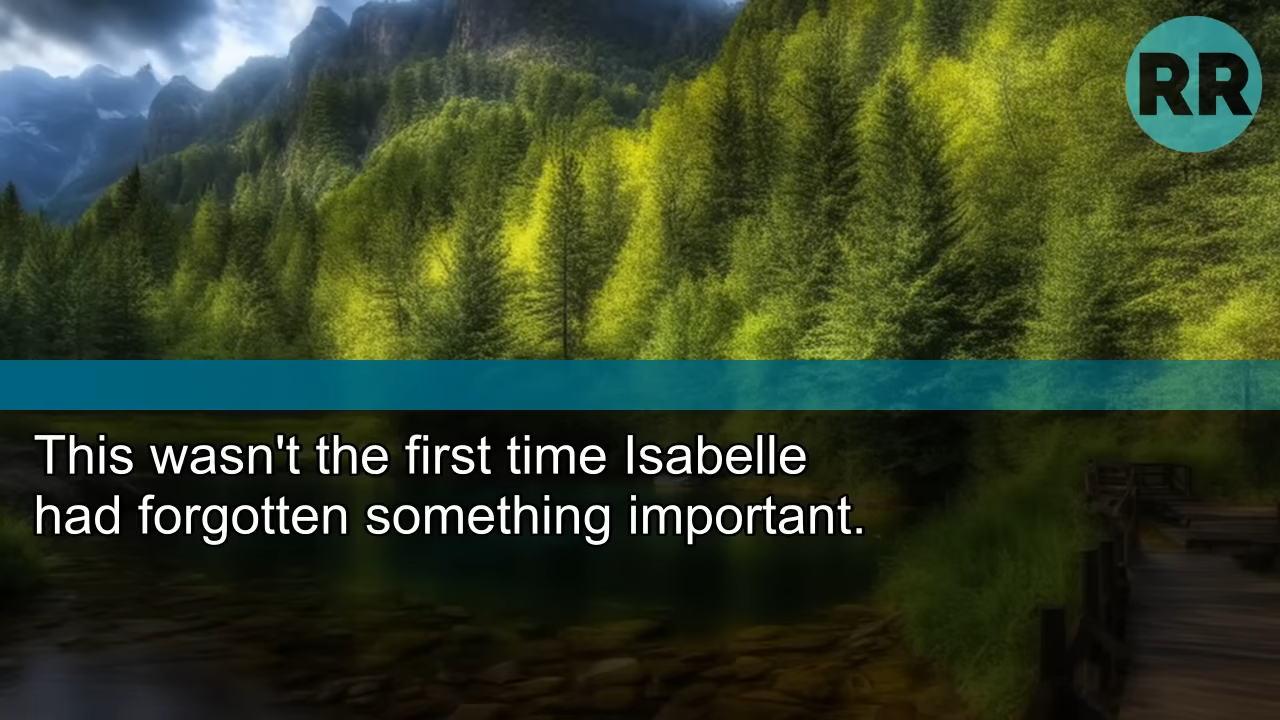 RR
This wasn't the first time Isabelle
had forgotten something important.